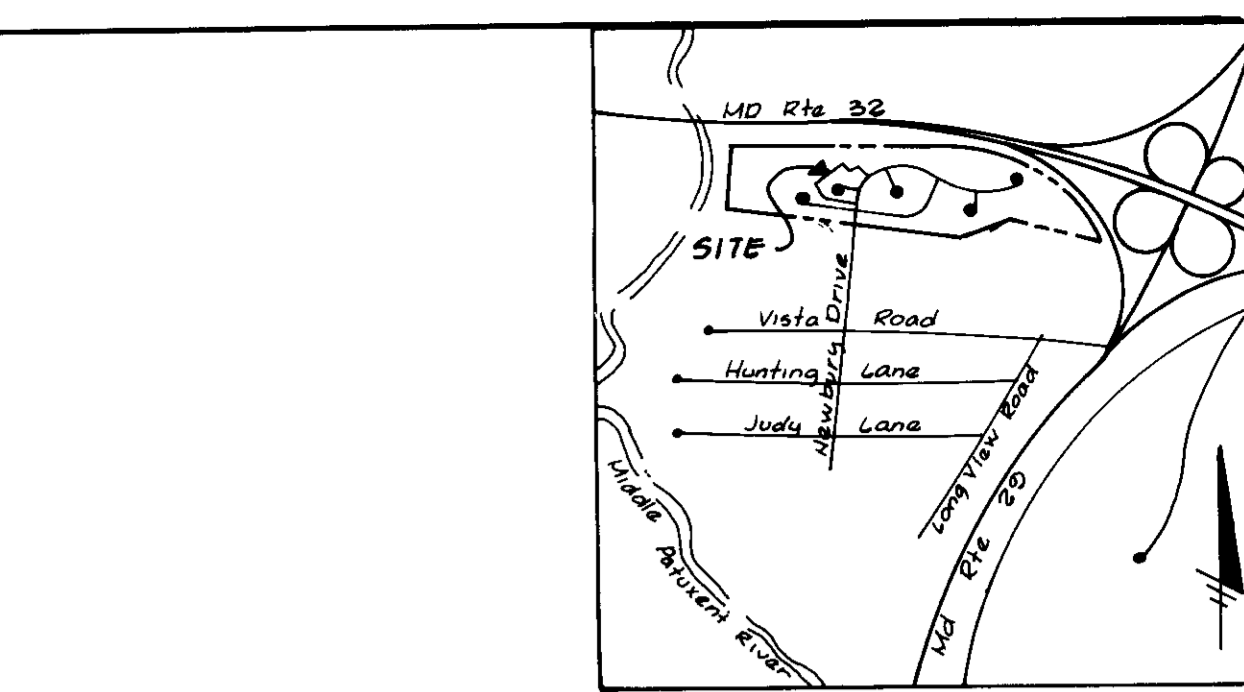 MD Rte 32
SITE
Newbury Drive
Vista Road
Hunting Lane
Judy Lane
Long View Road
Md Rte 29
Middle Patuxent River